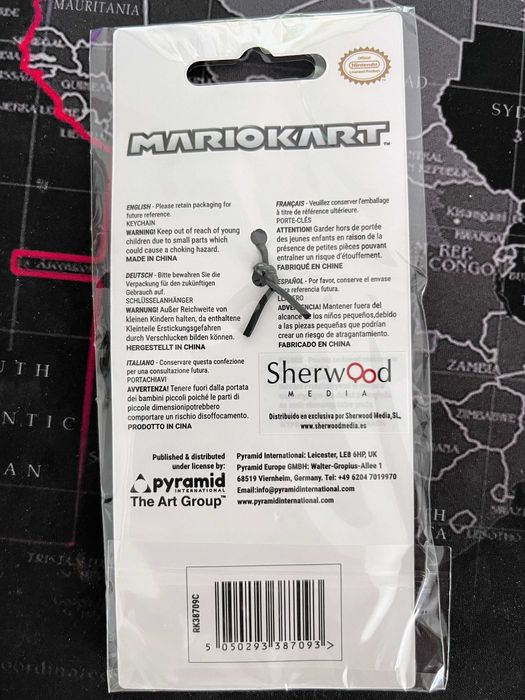 MAURITANIA
Official
Nintendo
Licensed Product
MARIOKART™
ENGLISH - Please retain packaging for
future reference.
KEYCHAIN
WARNING! Keep out of reach of young
children due to small parts which
could cause a choking hazard.
MADE IN CHINA
DEUTSCH - Bitte bewahren Sie die
Verpackung für den zukünftigen
Gebrauch auf.
SCHLÜSSELANHÄNGER
WARNUNG! Außer Reichweite von
kleinen Kindern halten, da enthaltene
Kleinteile Erstickungsgefahren
durch Verschlucken bilden können.
HERGESTELLT IN CHINA
ITALIANO - Conservare questa confezione
per una consultazione futura.
PORTACHIAVI
AVVERTENZA! Tenere fuori dalla portata
dei bambini piccoli poiché le parti di
piccole dimensionipotrebbero
comportare un rischio disoffocamento.
PRODOTTO IN CINA
FRANÇAIS - Veuillez conserver l'emballage
à titre de référence ultérieure.
PORTE-CLÉS
ATTENTION! Garder hors de portée
des jeunes enfants en raison de la
présence de petites pièces pouvant
entraîner un risque d'étouffement.
FABRIQUÉ EN CHINE
ESPAÑOL - Por favor, conserve el envase
para referencia futura.
LLAVERO
ADVERTENCIA! Mantener fuera del
alcance de los niños pequeños,debido
a las piezas pequeñas que podrían
crear un riesgo de atragantamiento.
FABRICADO EN CHINA
Sherwood
MEDIA
Distribuido en exclusiva por Sherwood Media,SL,
www.sherwoodmedia.es
Published & distributed
under license by:
pyramid
INTERNATIONAL
The Art Group™
Pyramid International: Leicester, LE8 6HP, UK
Pyramid Europe GMBH: Walter-Gropius-Allee 1
68519 Viernheim, Germany. Tel: +49 6204 7019970
Email:info@pyramidinternational.com
www.pyramidinternational.com
RK38709C
5 050293 387093 >
Kisangani
REP.
CONGO
ZAMBIA
ZIMBABWE